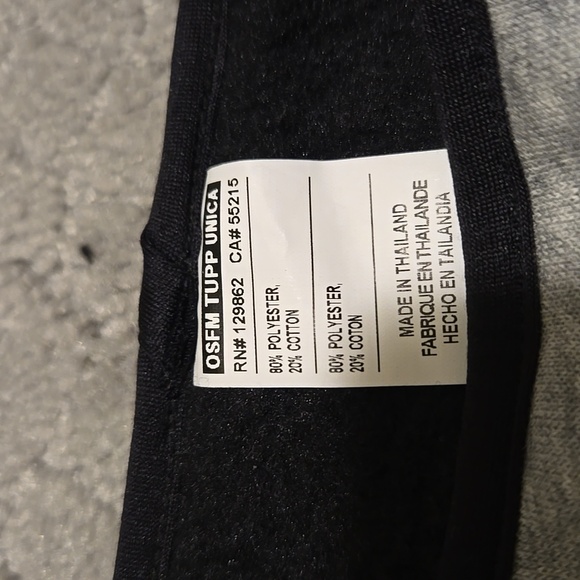 OSFM TUPP UNICA
RN# 129862 CA# 55215
80% POLYESTER,
20% COTTON
80% POLYESTER,
20% COTON
MADE IN THAILAND
FABRIQUE EN THAILANDE
HECHO EN TAILANDIA